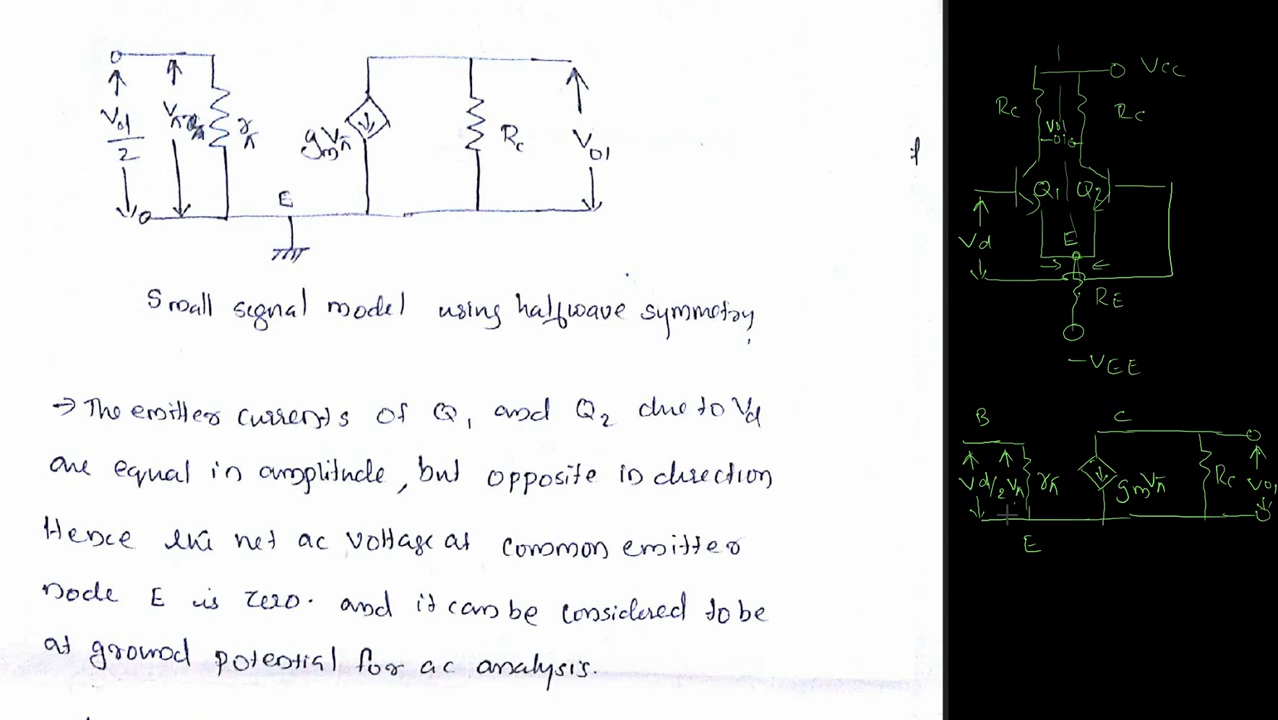 Vd/2
Vπ
rπ
gmVπ
Rc
Vo1
E
Small signal model using halfwave symmetry,
→ The emitter currents of Q1 and Q2 due to Vd
are equal in amplitude, but opposite in direction
Hence the net ac voltage at common emitter
node E is zero. and it can be considered to be
at ground potential for ac analysis.
VCC
Rc
Rc
Vo1
Q1
Q2
Vd
E
RE
-VEE
B
C
Vd/2
Vπ
rπ
gmVπ
Rc
Vo1
E